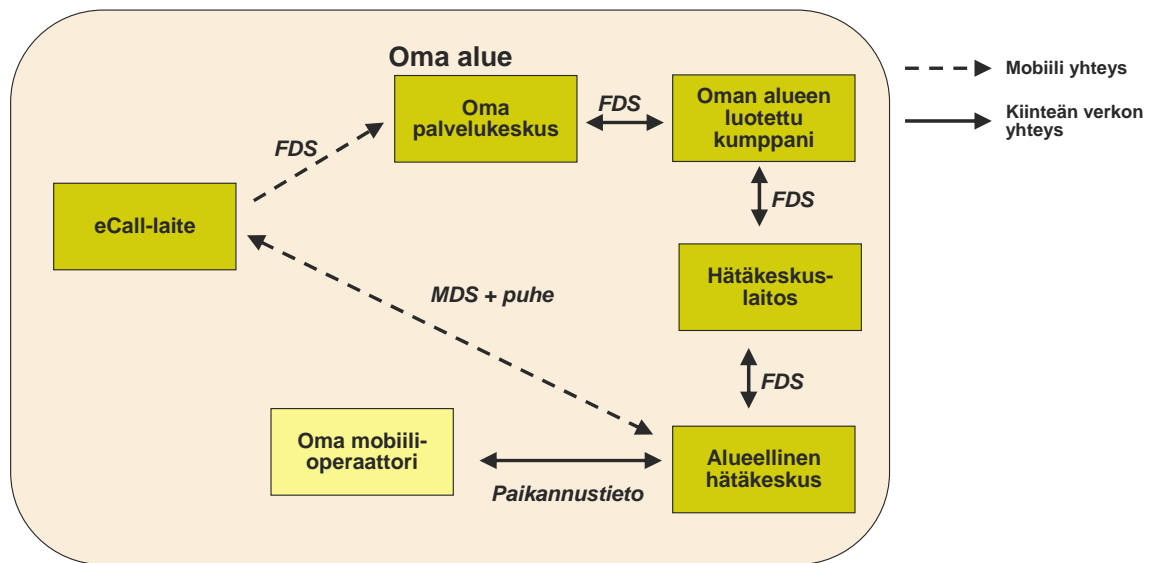 Oma alue
Oma
palvelukeskus
FDS
Oman alueen
luotettu
kumppani
Mobiili yhteys
Kiinteän verkon
yhteys
FDS
eCall-laite
FDS
Hätäkeskus-
laitos
MDS + puhe
FDS
Oma mobiili-
operaattori
Paikannustieto
Alueellinen
hätäkeskus